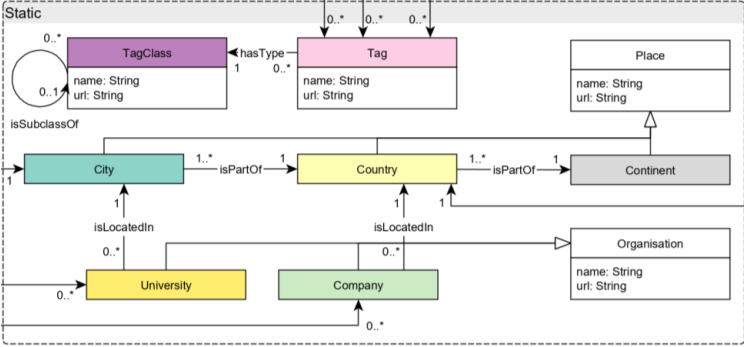 Static
0..* 0..* 0..*
0..*
TagClass
hasType
Tag
Place
1 0..*
name: String
url: String
name: String
url: String
name: String
url: String
0..1
isSubclassOf
1..* 1
1..* 1
City
isPartOf
Country
isPartOf
Continent
1
1
1
1
isLocatedIn
isLocatedIn
0..*
0..*
Organisation
University
Company
name: String
url: String
0..*
0..*